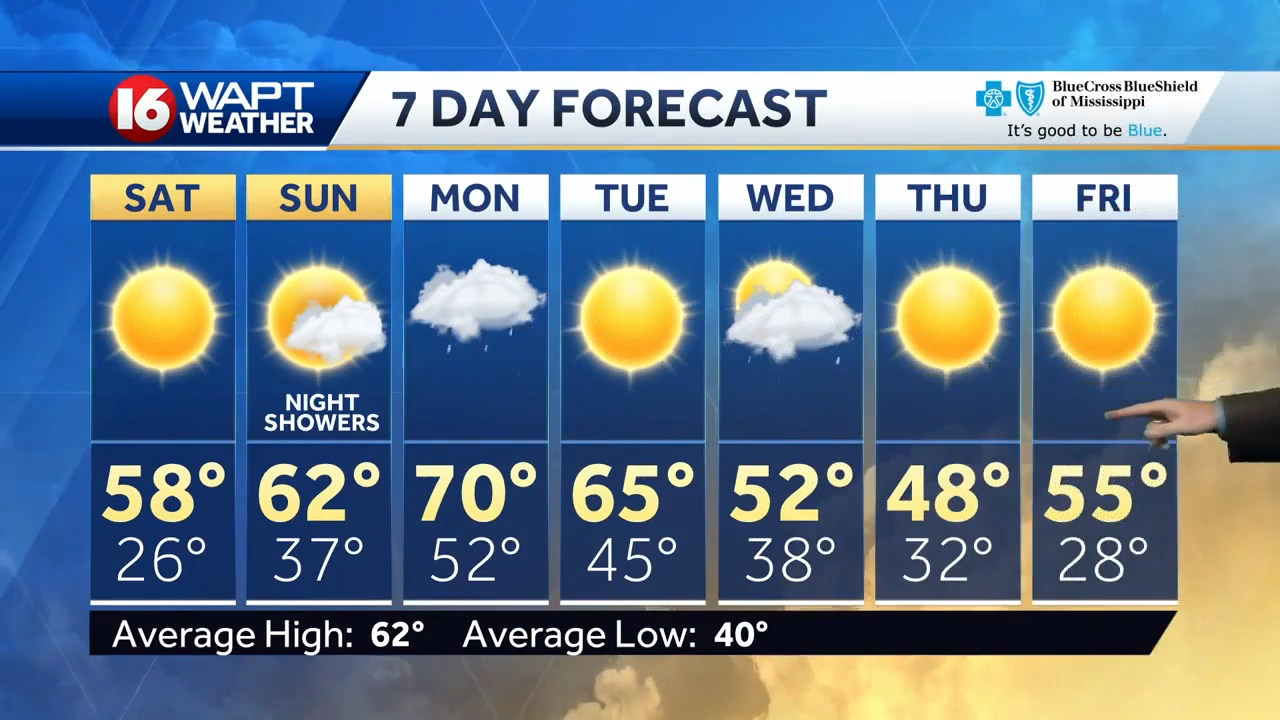 16 WAPT
WEATHER
7 DAY FORECAST
BlueCross BlueShield
of Mississippi
It's good to be Blue.
SAT SUN MON TUE WED THU FRI
NIGHT
SHOWERS
58° 62° 70° 65° 52° 48° 55°
26° 37° 52° 45° 38° 32° 28°
Average High: 62° Average Low: 40°